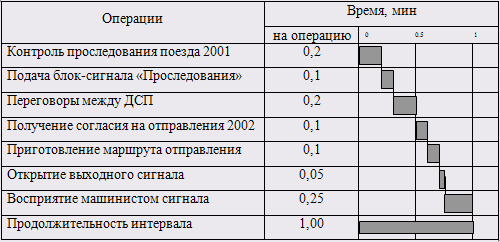 Операции Время, мин
на операцию 0 0.5 1
Контроль проследования поезда 2001 0,2
Подача блок-сигнала «Проследования» 0,1
Переговоры между ДСП 0,2
Получение согласия на отправления 2002 0,1
Приготовление маршрута отправления 0,1
Открытие выходного сигнала 0,05
Восприятие машинистом сигнала 0,25
Продолжительность интервала 1,00